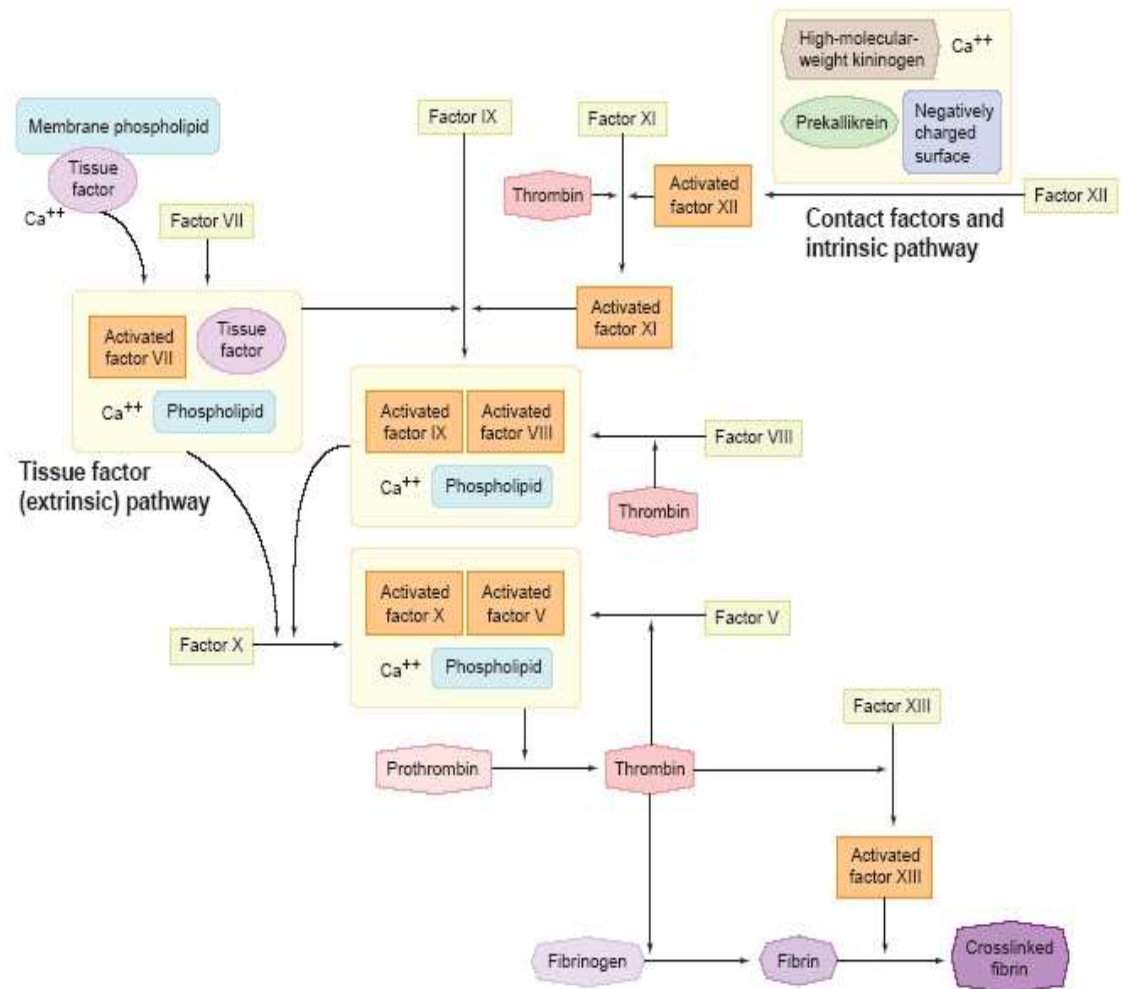 High-molecular-
weight kininogen
Ca++
Prekallikrein
Negatively
charged
surface
Membrane phospholipid
Tissue
factor
Ca++
Factor VII
Factor IX
Factor XI
Thrombin
Activated
factor XII
Factor XII
Contact factors and
intrinsic pathway
Activated
factor VII
Tissue
factor
Ca++
Phospholipid
Activated
factor XI
Tissue factor
(extrinsic) pathway
Activated
factor IX
Activated
factor VIII
Ca++
Phospholipid
Factor VIII
Thrombin
Factor X
Activated
factor X
Activated
factor V
Ca++
Phospholipid
Factor V
Factor XIII
Prothrombin
Thrombin
Activated
factor XIII
Fibrinogen
Fibrin
Crosslinked
fibrin